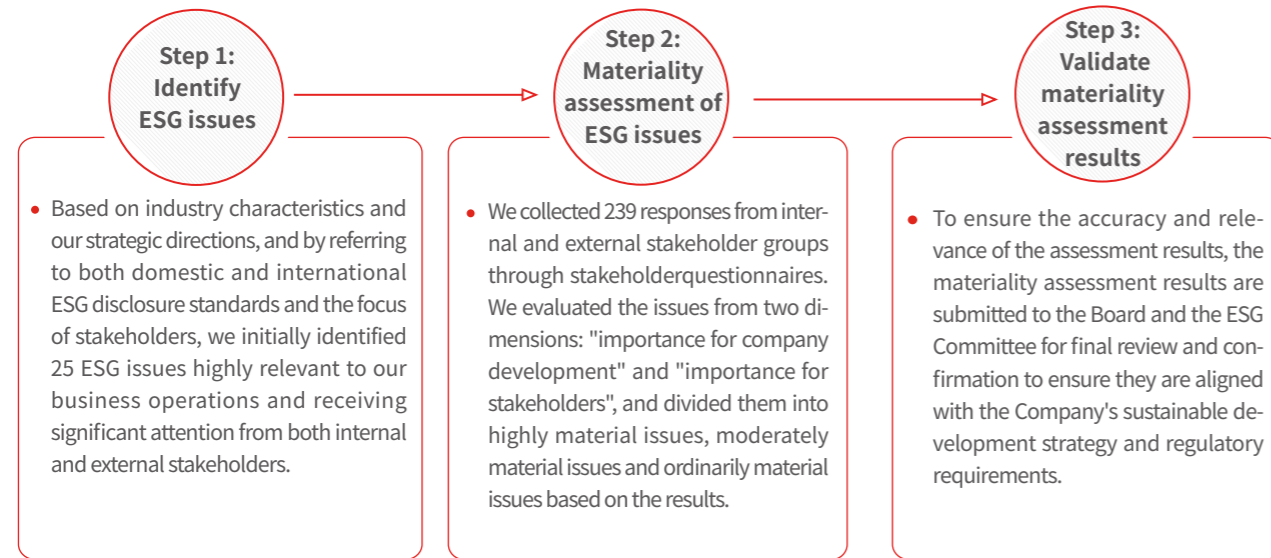 Step 1:
Identify
ESG issues
Based on industry characteristics and
our strategic directions, and by referring
to both domestic and international
ESG disclosure standards and the focus
of stakeholders, we initially identified
25 ESG issues highly relevant to our
business operations and receiving
significant attention from both internal
and external stakeholders.
Step 2:
Materiality
assessment of
ESG issues
We collected 239 responses from inter-
nal and external stakeholder groups
through stakeholderquestionnaires.
We evaluated the issues from two di-
mensions: "importance for company
development" and "importance for
stakeholders", and divided them into
highly material issues, moderately
material issues and ordinarily material
issues based on the results.
Step 3:
Validate
materiality
assessment
results
To ensure the accuracy and rele-
vance of the assessment results, the
materiality assessment results are
submitted to the Board and the ESG
Committee for final review and con-
firmation to ensure they are aligned
with the Company's sustainable de-
velopment strategy and regulatory
requirements.